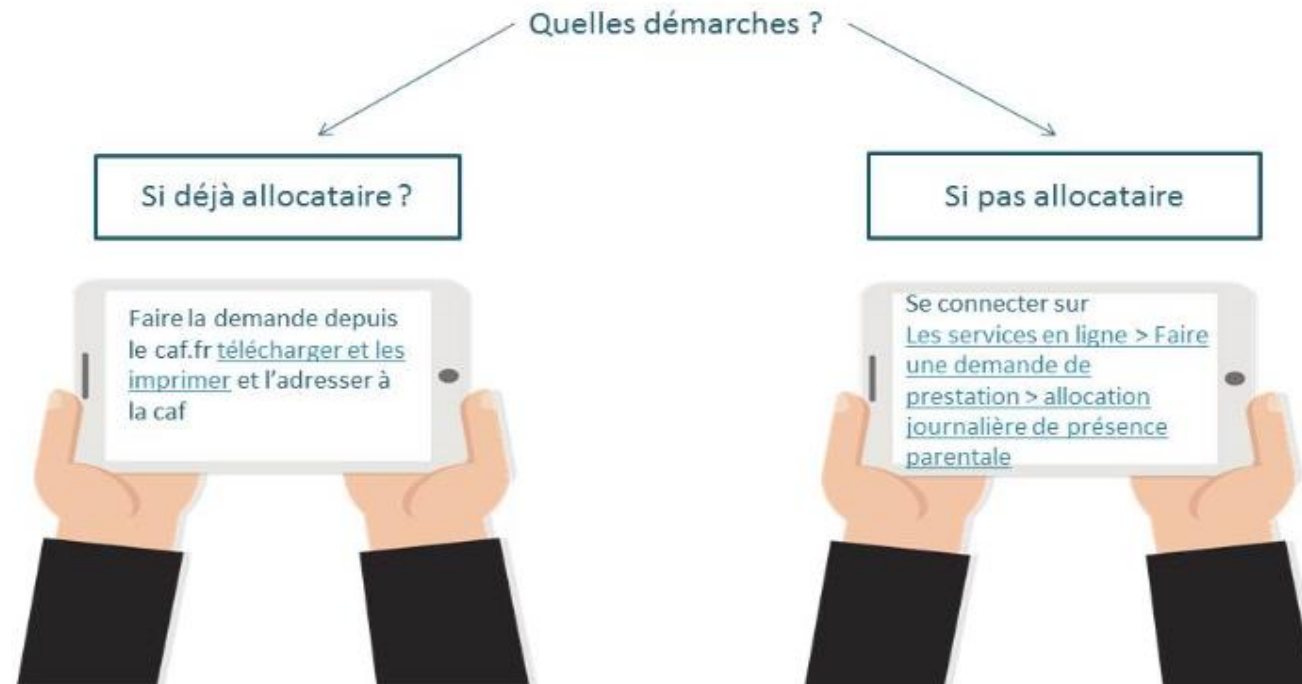 Quelles démarches ?
Si déjà allocataire ?
Faire la demande depuis
le caf.fr télécharger et les
imprimer et l'adresser à
la caf
Si pas allocataire
Se connecter sur
Les services en ligne > Faire
une demande de
prestation > allocation
journalière de présence
parentale